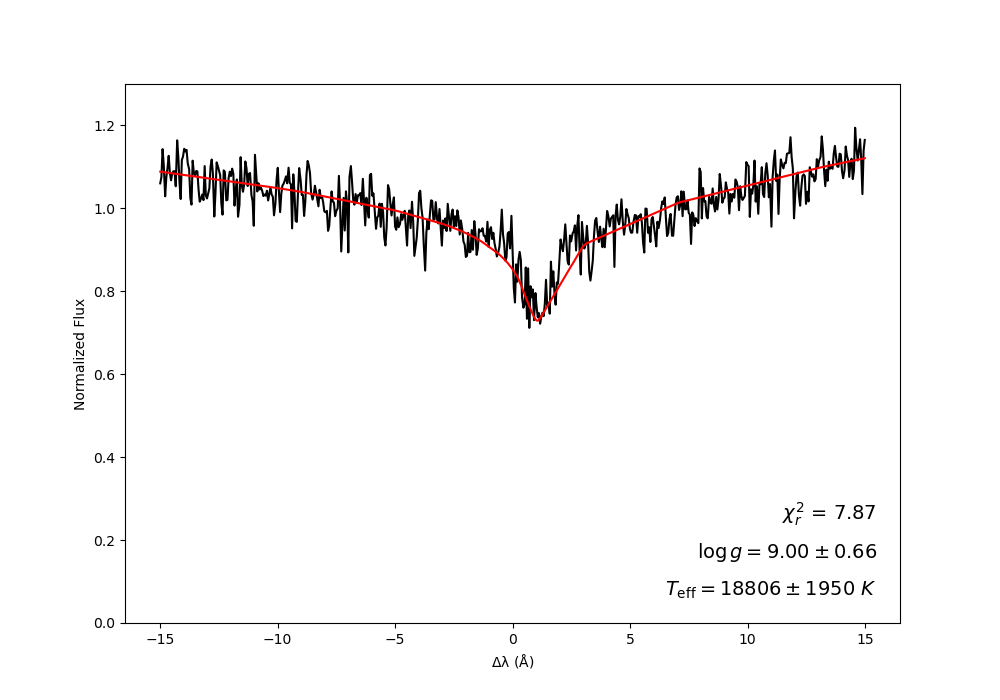 1.2
1.0
0.8
0.6
0.4
0.2
0.0
Normalized Flux
χ²ᵣ = 7.87
log g = 9.00 ± 0.66
T_eff = 18806 ± 1950 K
−15 −10 −5 0 5 10 15
Δλ (Å)